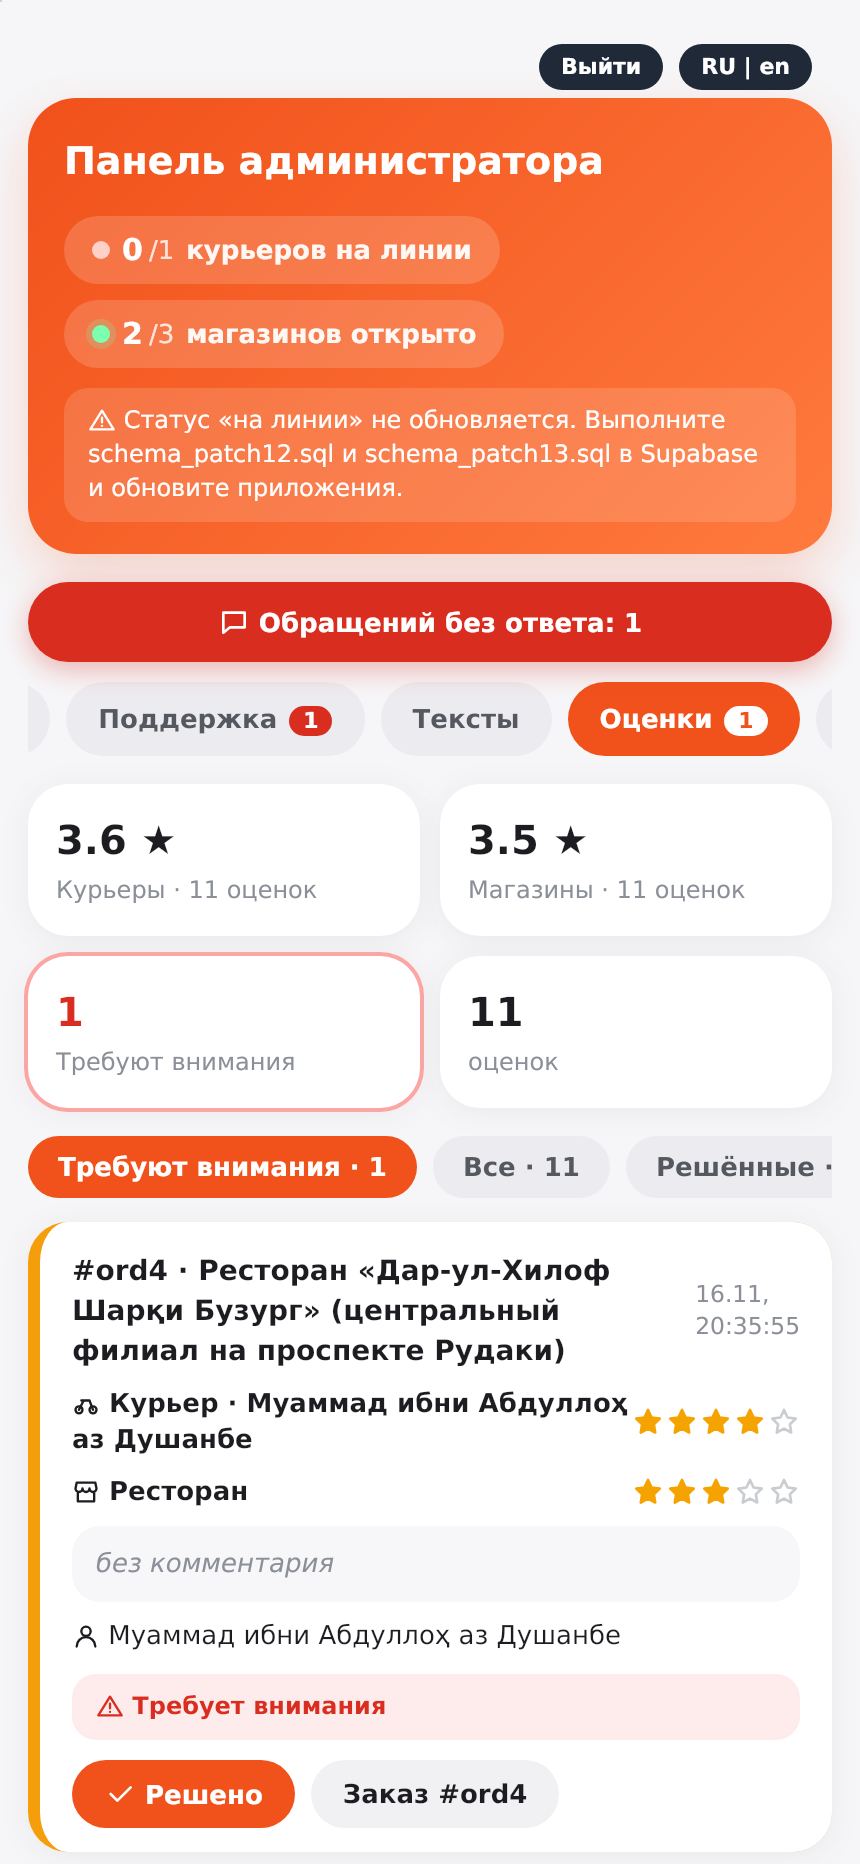 Выйти
RU | en
Панель администратора
0 /1 курьеров на линии
2 /3 магазинов открыто
Статус «на линии» не обновляется. Выполните
schema_patch12.sql и schema_patch13.sql в Supabase
и обновите приложения.
Обращений без ответа: 1
Поддержка 1
Тексты
Оценки 1
3.6 ★
Курьеры · 11 оценок
3.5 ★
Магазины · 11 оценок
1
Требуют внимания
11
оценок
Требуют внимания · 1
Все · 11
Решённые ·
#ord4 · Ресторан «Дар-ул-Хилоф
Шарқи Бузург» (центральный
филиал на проспекте Рудаки)
16.11,
20:35:55
Курьер · Муаммад ибни Абдуллоҳ
аз Душанбе
Ресторан
без комментария
Муаммад ибни Абдуллоҳ аз Душанбе
Требует внимания
Решено
Заказ #ord4